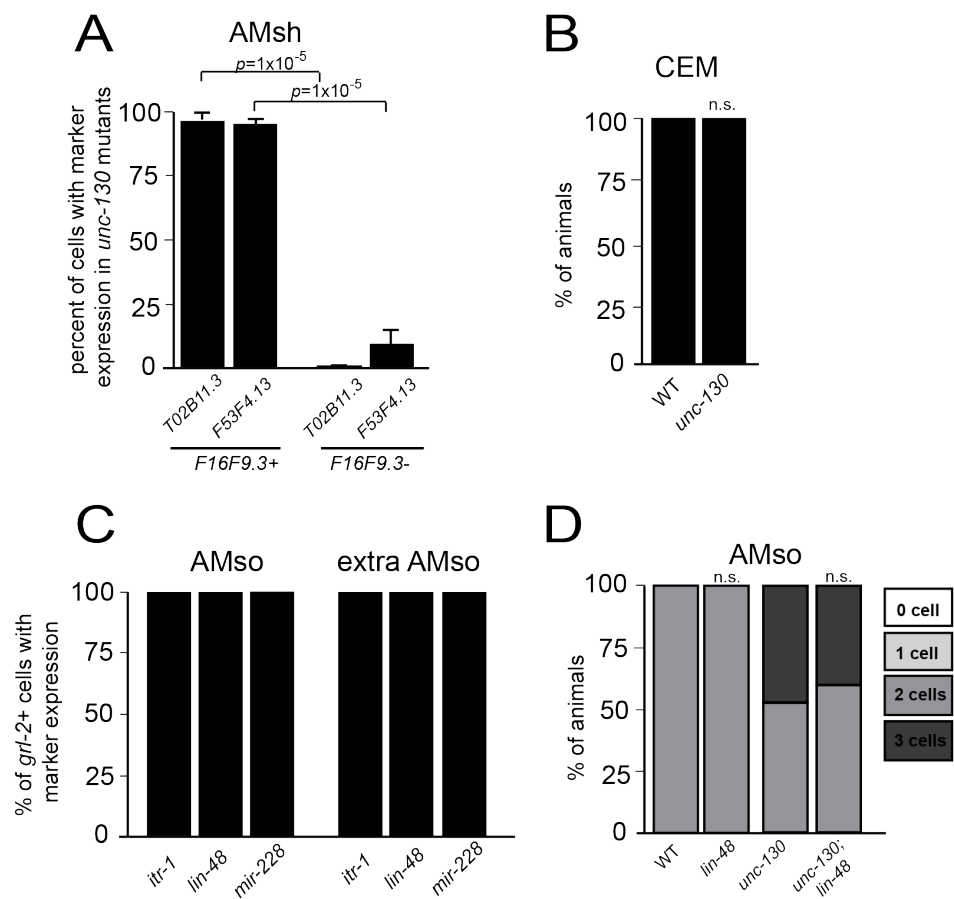 A
AMsh
p=1x10-5
p=1x10-5
percent of cells with marker
expression in unc-130 mutants
100
75
50
25
0
T02B11.3
F53F4.13
T02B11.3
F53F4.13
F16F9.3+
F16F9.3-
B
CEM
n.s.
% of animals
100
75
50
25
0
WT
unc-130
C
AMso
extra AMso
% of grl-2+ cells with
marker expression
100
75
50
25
0
itr-1
lin-48
mir-228
itr-1
lin-48
mir-228
D
AMso
n.s.
n.s.
% of animals
100
75
50
25
0
WT
lin-48
unc-130
unc-130;
lin-48
0 cell
1 cell
2 cells
3 cells